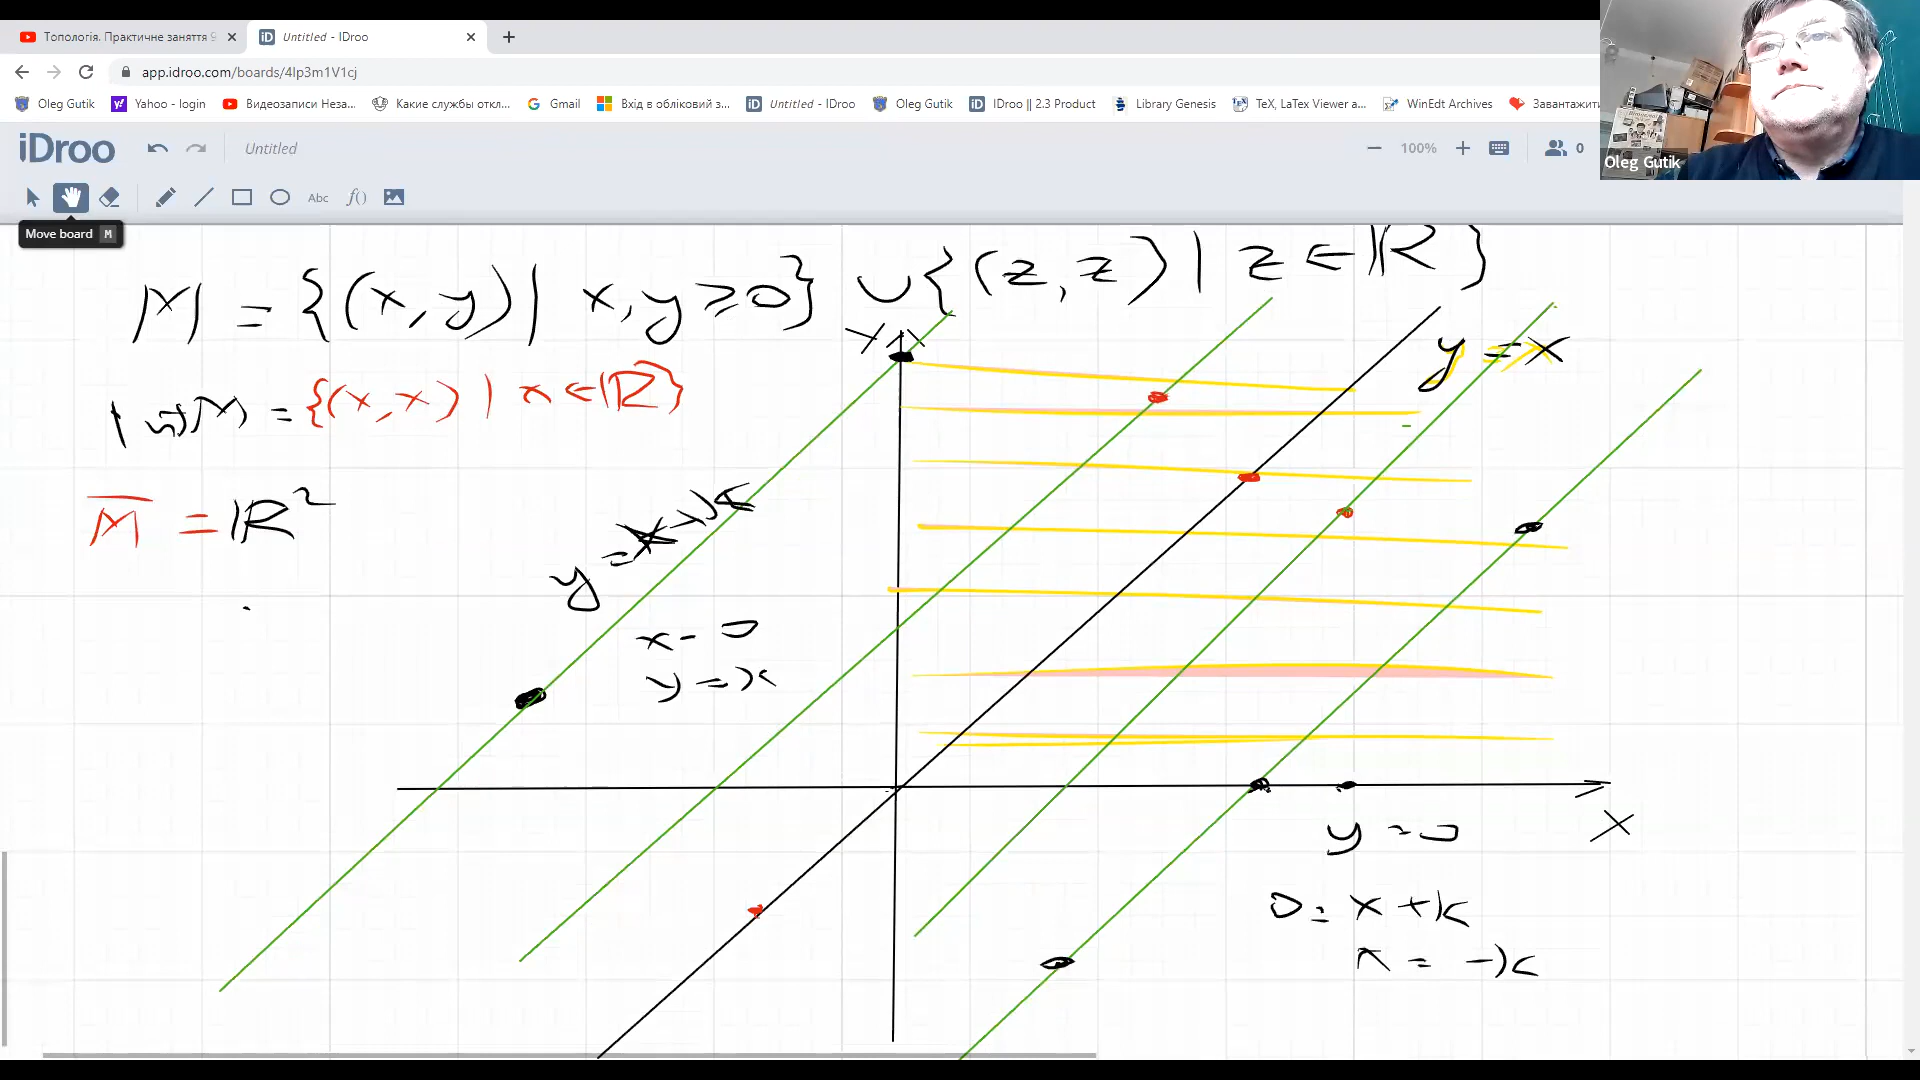 Топологія. Практичне заняття 9
Untitled - IDroo
app.idroo.com/boards/4lp3m1V1cj
Oleg Gutik
Yahoo - login
Видеозаписи Неза...
Какие службы откл...
Gmail
Вхід в обліковий з...
Untitled - IDroo
Oleg Gutik
IDroo || 2.3 Product
Library Genesis
TeX, LaTex Viewer a...
WinEdt Archives
Завантажити
Oleg Gutik
iDroo
Untitled
100%
0
Abc
f()
Move board M
M = {(x,y) | x,y ≥ 0} ∪ {(z,z) | z ∈ ℝ}
Int M = {(x,x) | x ∈ ℝ}
M̅ = ℝ²
Y
y = x
y = x + k
x = 0
y = k
X
y = 0
0 = x + k
x = -k